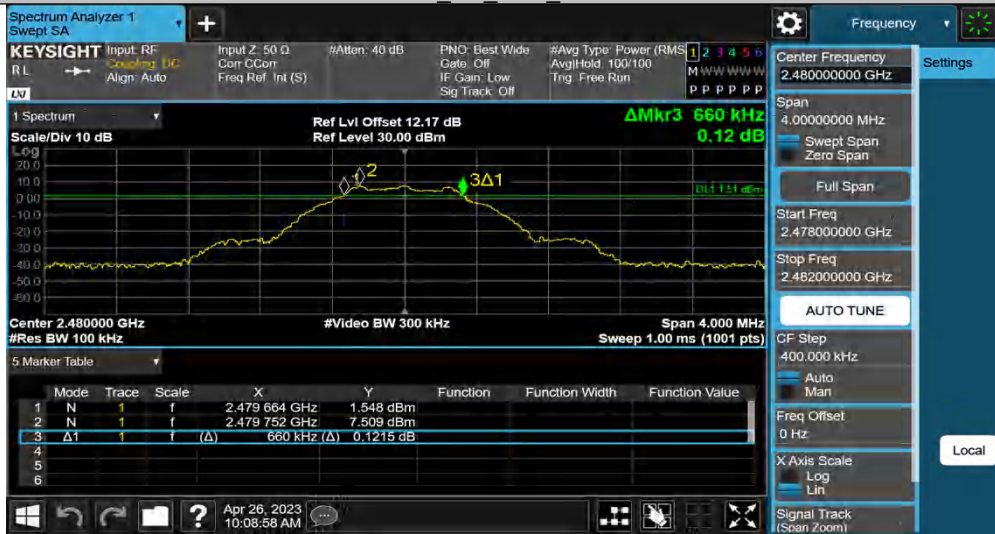 Spectrum Analyzer 1
Swept SA
+
Frequency
KEYSIGHT Input: RF
RL
Coupling: DC
Align: Auto
LXI
Input Z: 50 Ω
Corr CCorr
Freq Ref: Int (S)
#Atten: 40 dB
PNO: Best Wide
Gate: Off
IF Gain: Low
Sig Track: Off
#Avg Type: Power (RMS
Avg|Hold: 100/100
Trig: Free Run
1 2 3 4 5 6
M W W W W W
P P P P P P
1 Spectrum
Scale/Div 10 dB
Ref Lvl Offset 12.17 dB
Ref Level 30.00 dBm
ΔMkr3 660 kHz
0.12 dB
Log
20.0
10.0
0.00
-10.0
-20.0
-30.0
-40.0
-50.0
-60.0
2
3Δ1
DL1 1.51 dBm
Center 2.480000 GHz
#Res BW 100 kHz
#Video BW 300 kHz
Span 4.000 MHz
Sweep 1.00 ms (1001 pts)
5 Marker Table
Mode Trace Scale X Y Function Function Width Function Value
1 N 1 f 2.479 664 GHz 1.548 dBm
2 N 1 f 2.479 752 GHz 7.509 dBm
3 Δ1 1 f (Δ) 660 kHz (Δ) 0.1215 dB
4
5
6
?
Apr 26, 2023
10:08:58 AM
Center Frequency
2.480000000 GHz
Settings
Span
4.00000000 MHz
Swept Span
Zero Span
Full Span
Start Freq
2.478000000 GHz
Stop Freq
2.482000000 GHz
AUTO TUNE
CF Step
400.000 kHz
Auto
Man
Freq Offset
0 Hz
X Axis Scale
Log
Lin
Local
Signal Track
(Span Zoom)